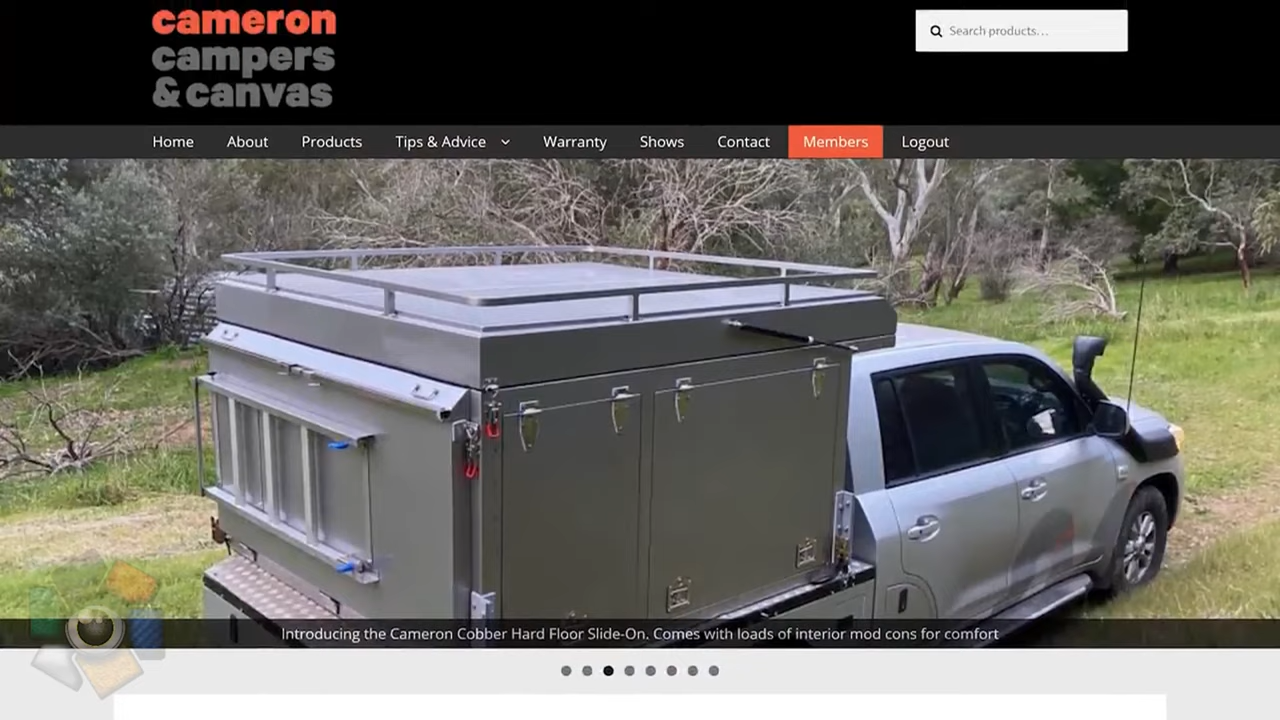 cameron
campers
& canvas
Search products...
Home About Products Tips & Advice Warranty Shows Contact Members Logout
Introducing the Cameron Cobber Hard Floor Slide-On. Comes with loads of interior mod cons for comfort